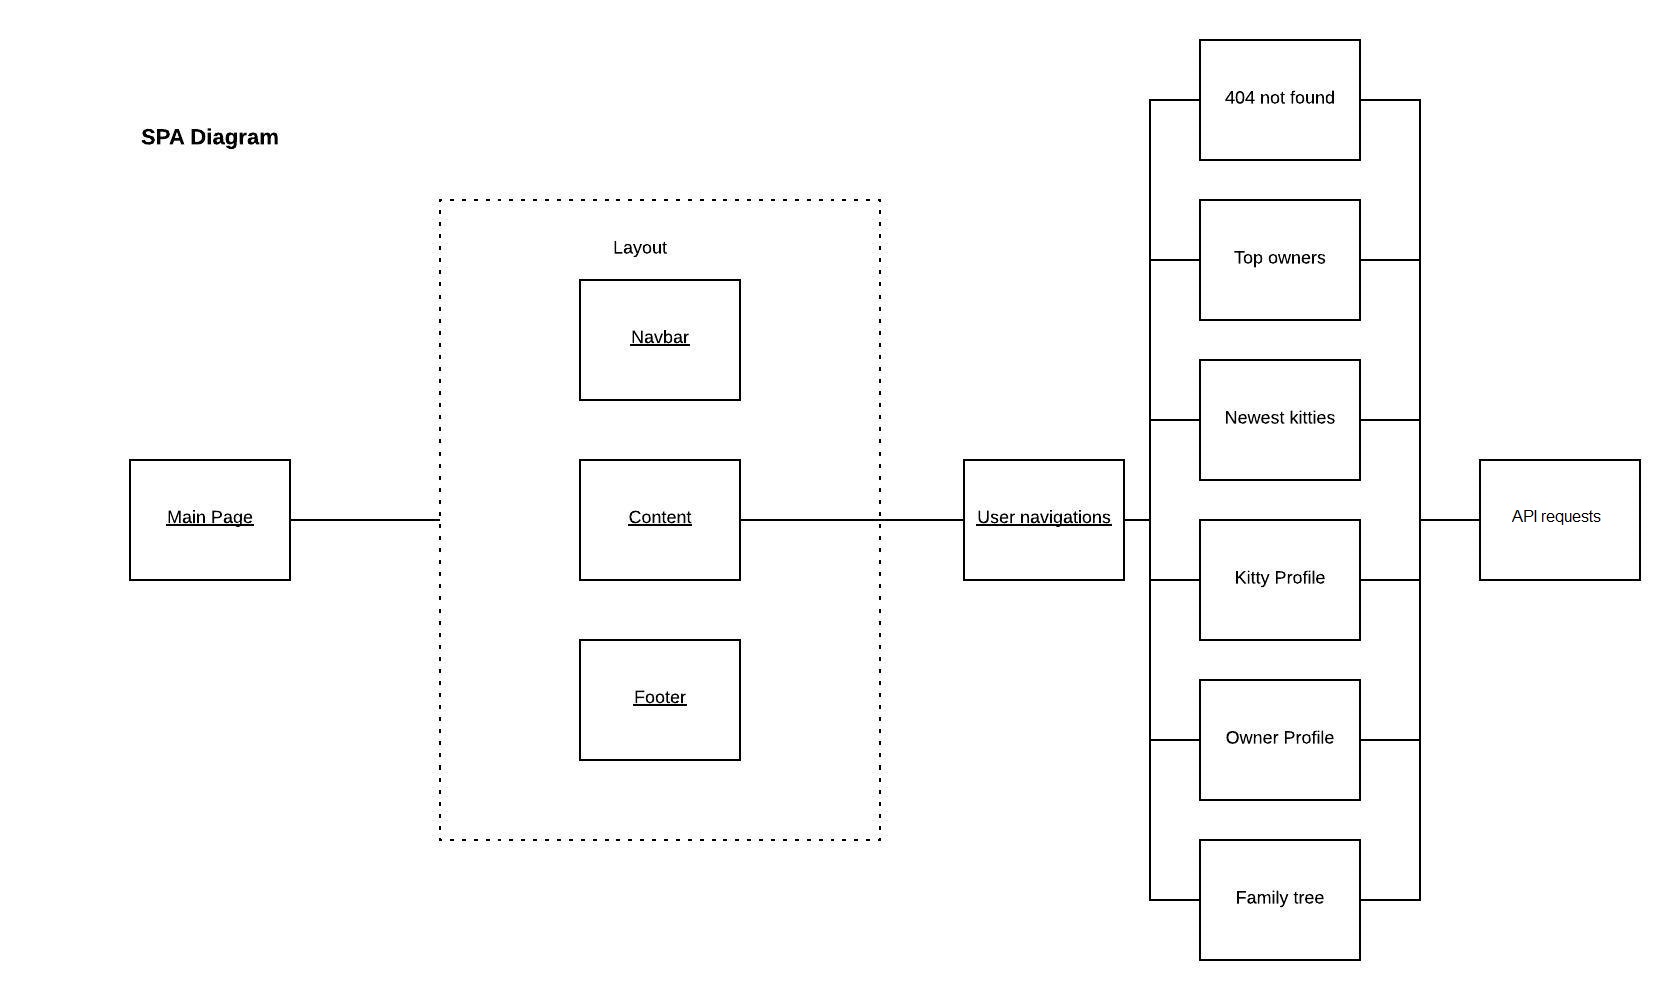 SPA Diagram
Main Page
Layout
Navbar
Content
Footer
User navigations
404 not found
Top owners
Newest kitties
Kitty Profile
Owner Profile
Family tree
API requests